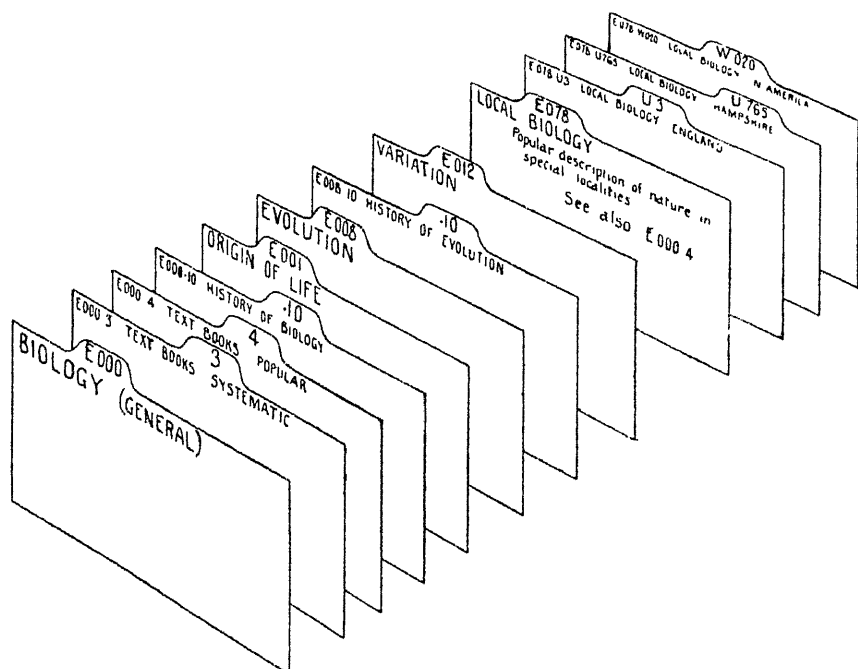 E000
BIOLOGY (GENERAL)
3
E000 3 TEXT BOOKS SYSTEMATIC
4
E000 4 TEXT BOOKS POPULAR
·10
E008·10 HISTORY OF BIOLOGY
E001
ORIGIN OF LIFE
E008
EVOLUTION
·10
E008 10 HISTORY OF EVOLUTION
E012
VARIATION
E078
LOCAL BIOLOGY
Popular description of nature in
special localities
See also E000 4
U3
E078 U3 LOCAL BIOLOGY ENGLAND
U765
E078 U765 LOCAL BIOLOGY HAMPSHIRE
W020
E078 W020 LOCAL BIOLOGY N AMERICA